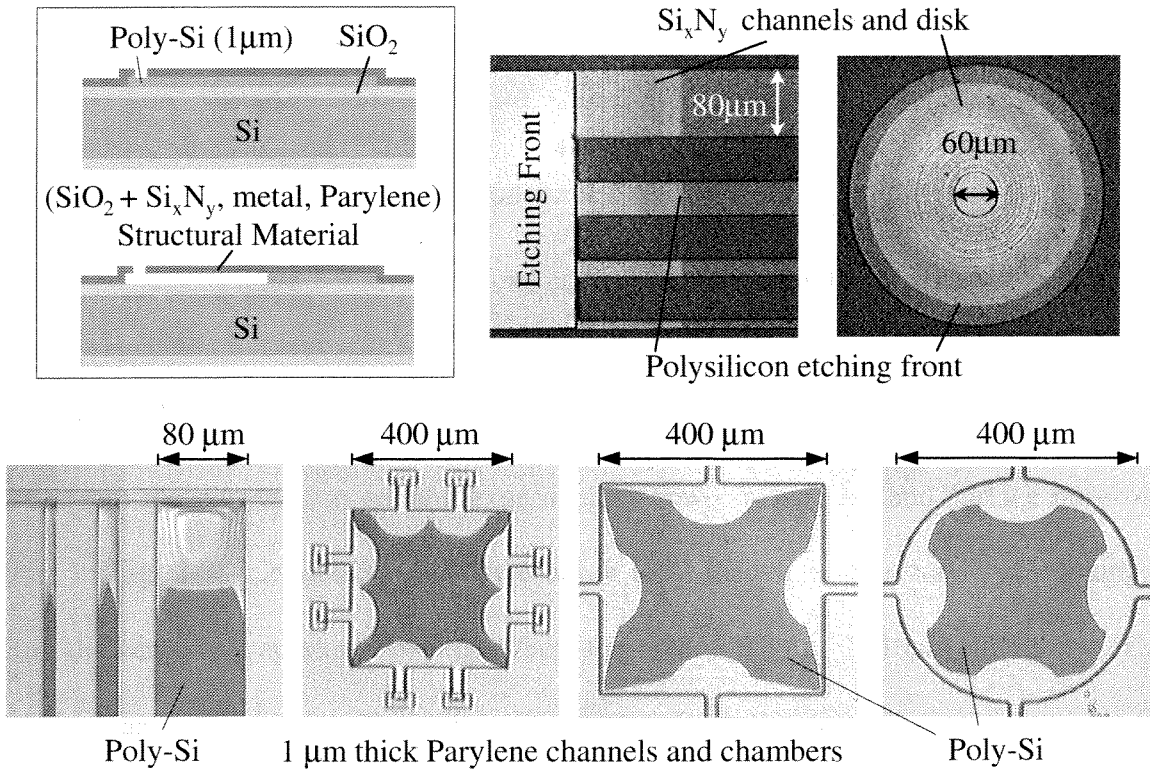 Poly-Si (1μm) SiO2
Si
(SiO2 + SixNy, metal, Parylene)
Structural Material
Si
SixNy channels and disk
Etching Front
80μm
60μm
Polysilicon etching front
80 μm
400 μm
400 μm
400 μm
Poly-Si
1 μm thick Parylene channels and chambers
Poly-Si